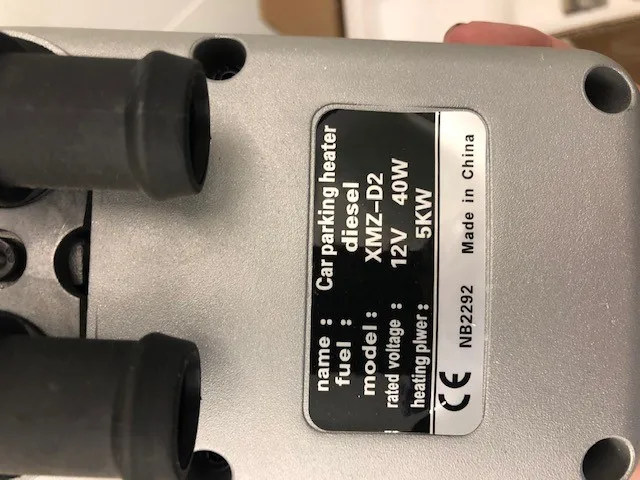 name : Car parking heater
fuel : diesel
model : XMZ-D2
rated voltage : 12V 40W
heating plwer : 5KW
CE NB2292 Made in China